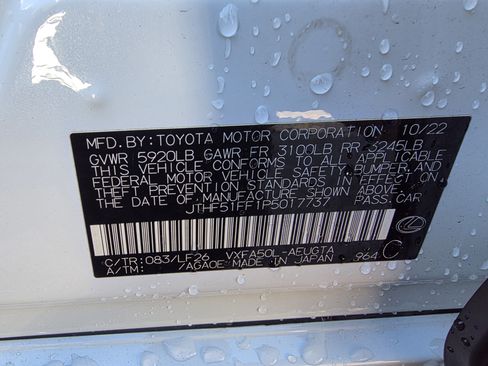 MFD. BY: TOYOTA MOTOR CORPORATION 10/22
GVWR 5920LB GAWR FR 3100LB RR 3245LB
THIS VEHICLE CONFORMS TO ALL APPLICABLE
FEDERAL MOTOR VEHICLE SAFETY, BUMPER, AND
THEFT PREVENTION STANDARDS IN EFFECT ON
THE DATE OF MANUFACTURE SHOWN ABOVE.
PASS. CAR
C/TR: 083/LF26 VXFA50L-AEUGTA
A/TM: /AGA0E MADE IN JAPAN 964 C